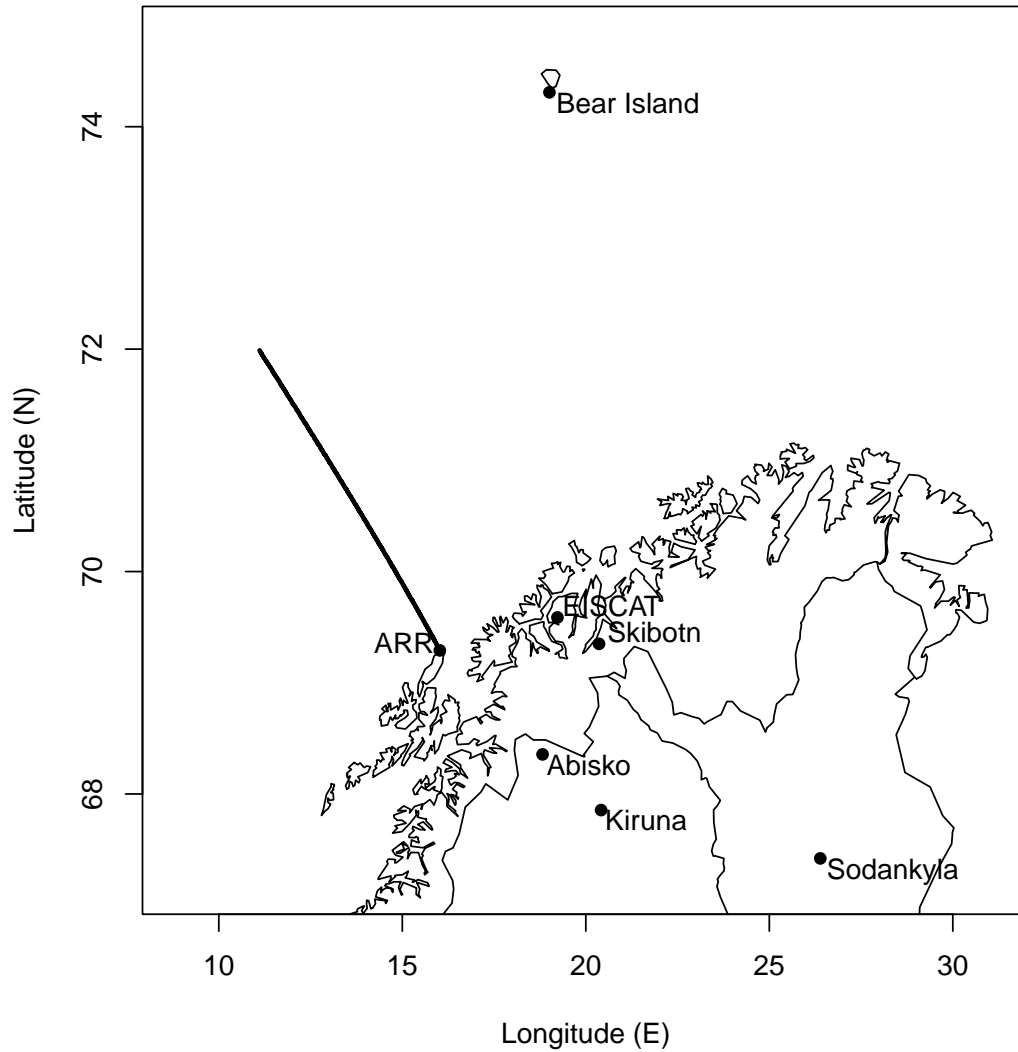 Bear Island
74
72
Latitude (N)
70
EISCAT
Skibotn
ARR
Abisko
68
Kiruna
Sodankyla
10 15 20 25 30
Longitude (E)